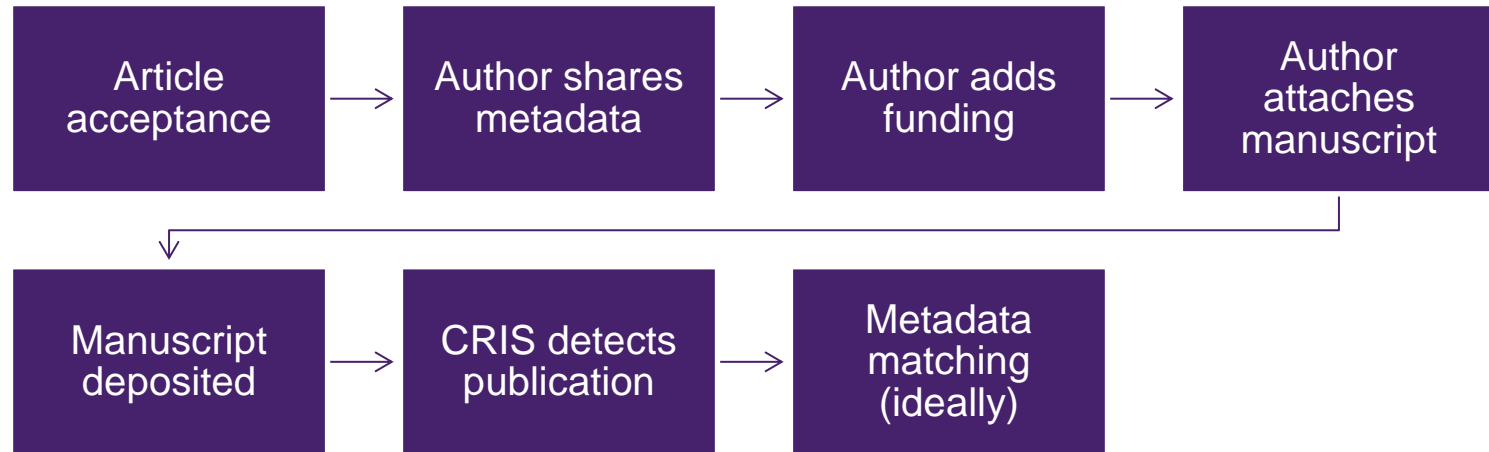 Article
acceptance
Author shares
metadata
Author adds
funding
Author
attaches
manuscript
Manuscript
deposited
CRIS detects
publication
Metadata
matching
(ideally)